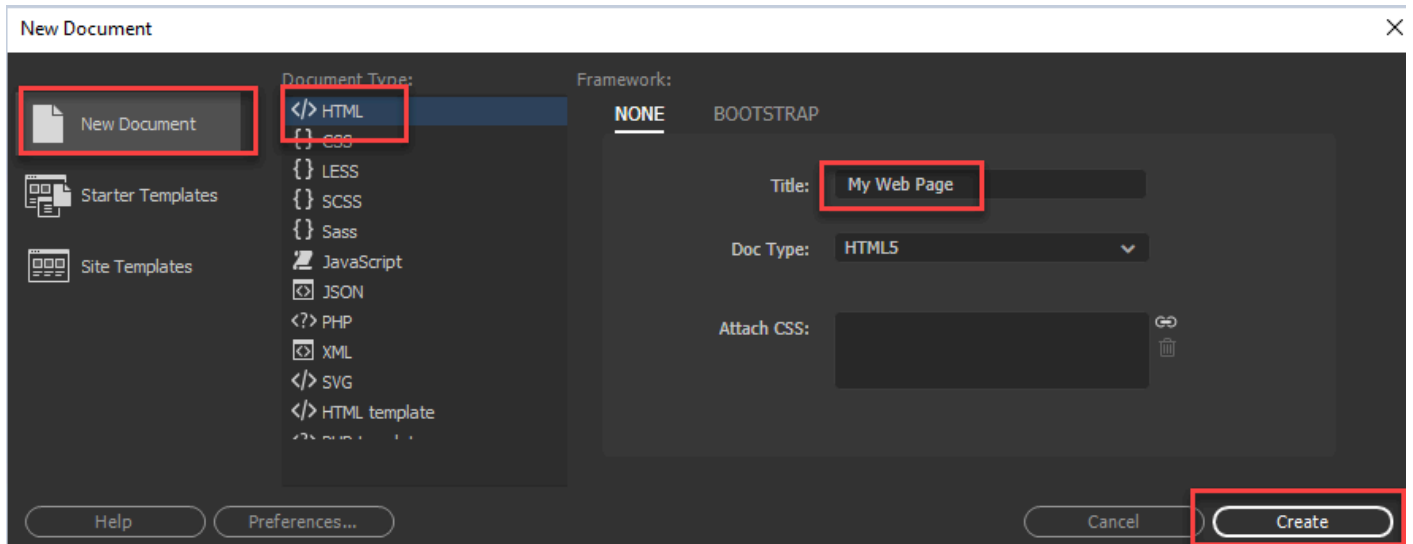 New Document
New Document
Starter Templates
Site Templates
Document Type:
</> HTML
{} CSS
{} LESS
{} SCSS
{} Sass
JavaScript
JSON
<?> PHP
XML
</> SVG
</> HTML template
Framework:
NONE BOOTSTRAP
Title: My Web Page
Doc Type: HTML5
Attach CSS:
Help Preferences... Cancel Create